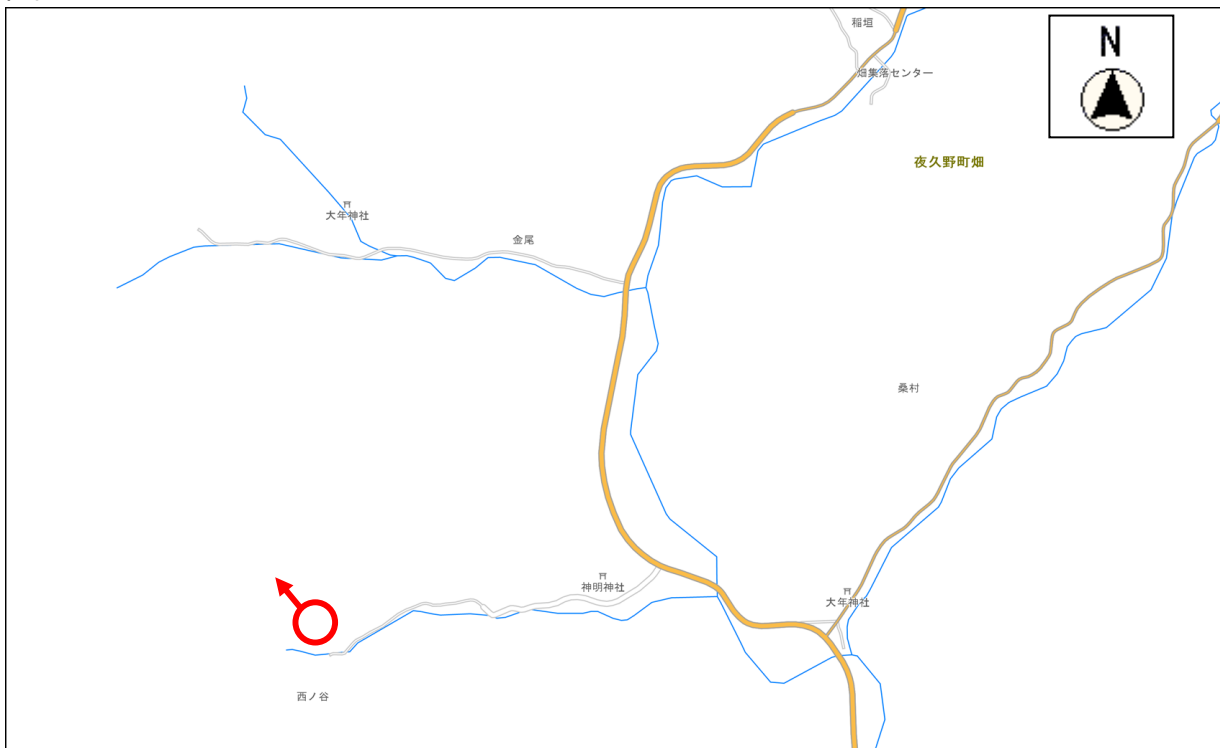 稲垣
N
畑集落センター
夜久野町畑
大年神社
金尾
桑村
神明神社
大年神社
西ノ谷